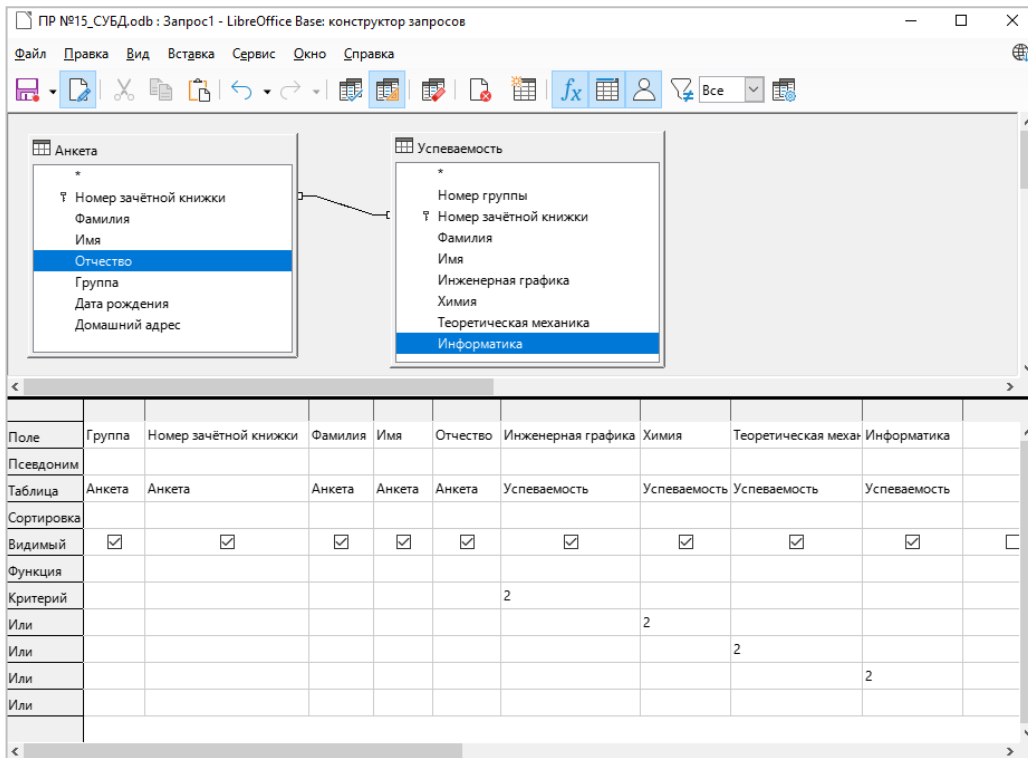 ПР №15_СУБД.odb : Запрос1 - LibreOffice Base: конструктор запросов
Файл Правка Вид Вставка Сервис Окно Справка
fx Все
Анкета
*
Номер зачётной книжки
Фамилия
Имя
Отчество
Группа
Дата рождения
Домашний адрес
Успеваемость
*
Номер группы
Номер зачётной книжки
Фамилия
Имя
Инженерная графика
Химия
Теоретическая механика
Информатика
Поле Группа Номер зачётной книжки Фамилия Имя Отчество Инженерная графика Химия Теоретическая механ Информатика
Псевдоним
Таблица Анкета Анкета Анкета Анкета Анкета Успеваемость Успеваемость Успеваемость Успеваемость
Сортировка
Видимый
Функция
Критерий 2
Или 2
Или 2
Или 2
Или